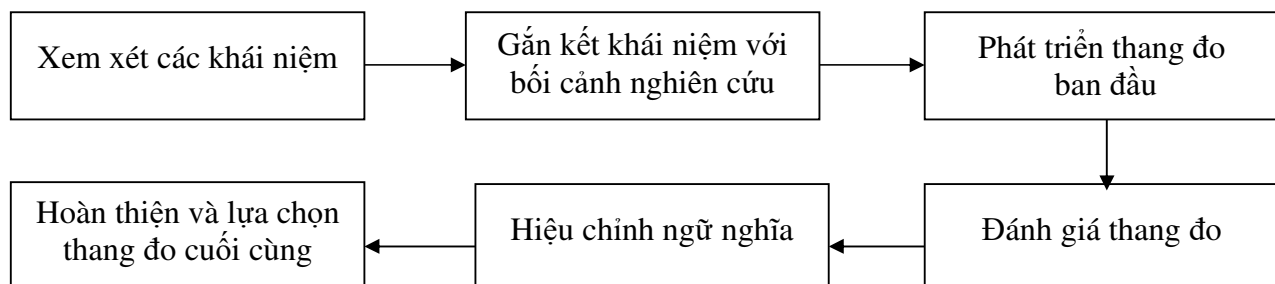 Xem xét các khái niệm
Gắn kết khái niệm với
bối cảnh nghiên cứu
Phát triển thang đo
ban đầu
Đánh giá thang đo
Hiệu chỉnh ngữ nghĩa
Hoàn thiện và lựa chọn
thang đo cuối cùng